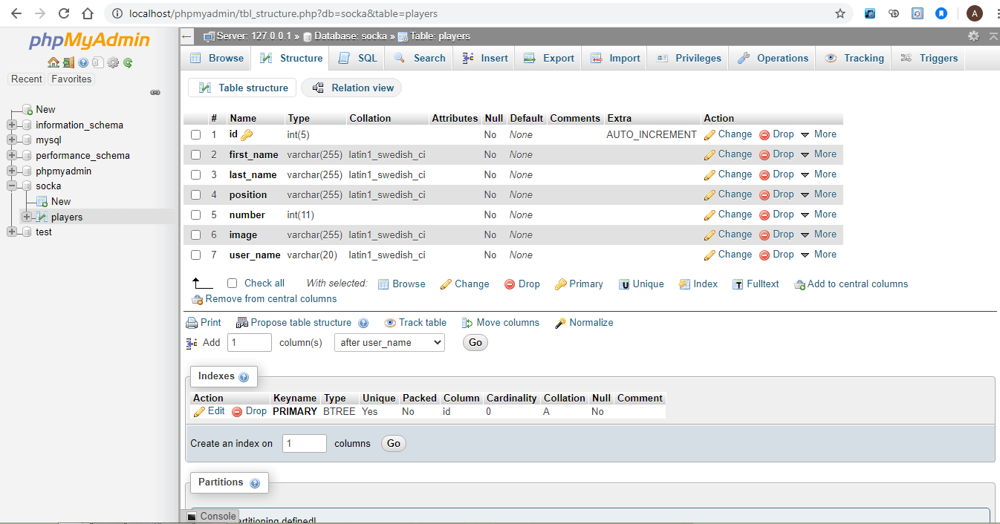 localhost/phpmyadmin/tbl_structure.php?db=socka&table=players
A
phpMyAdmin
Recent Favorites
New
information_schema
mysql
performance_schema
phpmyadmin
socka
New
players
test
Server: 127.0.0.1 » Database: socka » Table: players
Browse Structure SQL Search Insert Export Import Privileges Operations Tracking Triggers
Table structure Relation view
# Name Type Collation Attributes Null Default Comments Extra Action
1 id int(5) No None AUTO_INCREMENT Change Drop More
2 first_name varchar(255) latin1_swedish_ci No None Change Drop More
3 last_name varchar(255) latin1_swedish_ci No None Change Drop More
4 position varchar(255) latin1_swedish_ci No None Change Drop More
5 number int(11) No None Change Drop More
6 image varchar(255) latin1_swedish_ci No None Change Drop More
7 user_name varchar(20) latin1_swedish_ci No None Change Drop More
Check all With selected: Browse Change Drop Primary Unique Index Fulltext Add to central columns
Remove from central columns
Print Propose table structure Track table Move columns Normalize
Add 1 column(s) after user_name Go
Indexes
Action Keyname Type Unique Packed Column Cardinality Collation Null Comment
Edit Drop PRIMARY BTREE Yes No id 0 A No
Create an index on 1 columns Go
Partitions
Console
artitioning defined!